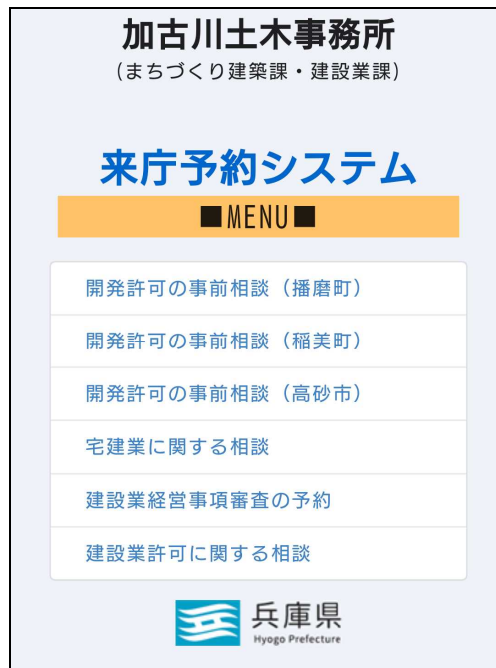 加古川土木事務所
(まちづくり建築課・建設業課)
来庁予約システム
■MENU■
開発許可の事前相談（播磨町）
開発許可の事前相談（稲美町）
開発許可の事前相談（高砂市）
宅建業に関する相談
建設業経営事項審査の予約
建設業許可に関する相談
兵庫県
Hyogo Prefecture